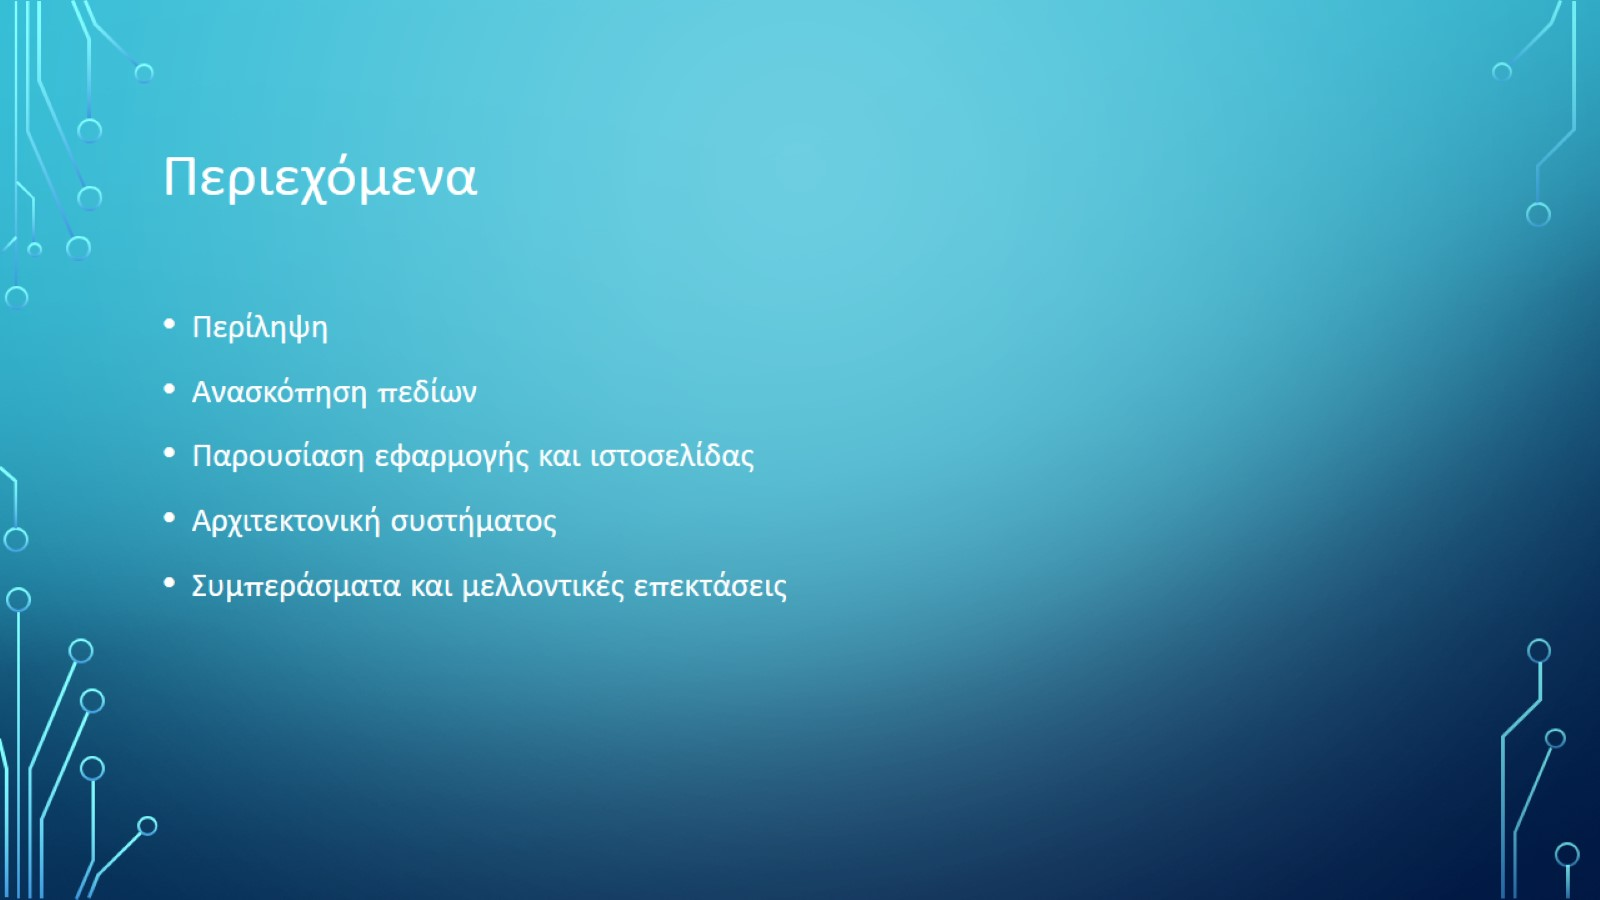 Περιεχόμενα
• Περίληψη
• Ανασκόπηση πεδίων
• Παρουσίαση εφαρμογής και ιστοσελίδας
• Αρχιτεκτονική συστήματος
• Συμπεράσματα και μελλοντικές επεκτάσεις